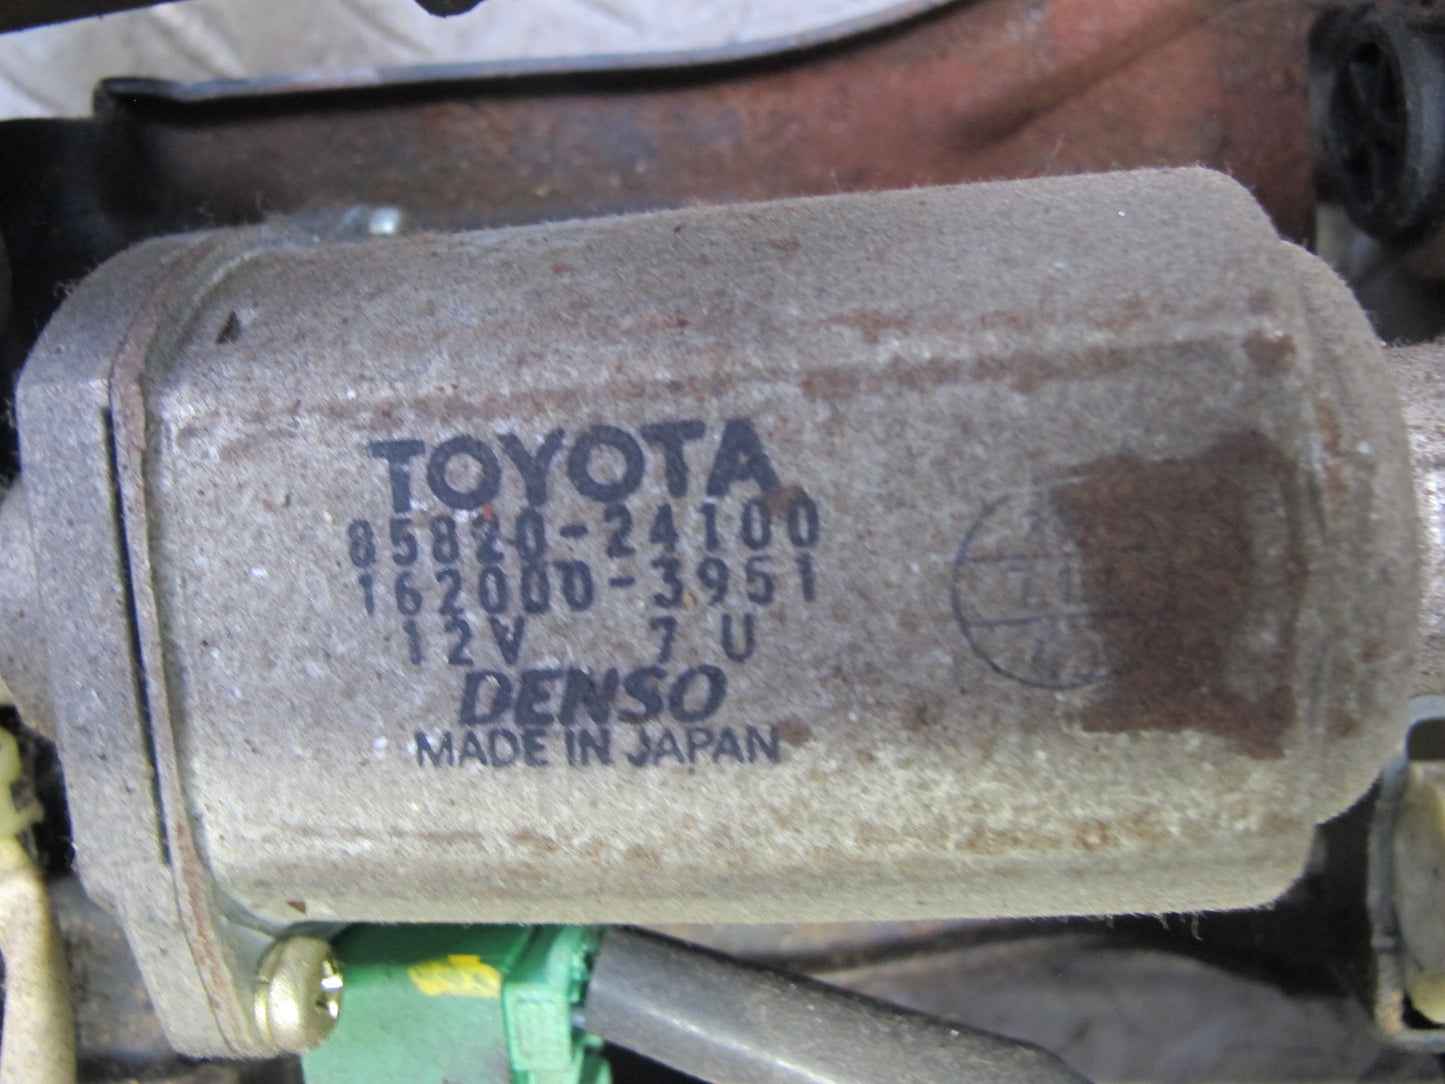 TOYOTA
85820-24100
162000-3951
12V 7U
DENSO
MADE IN JAPAN